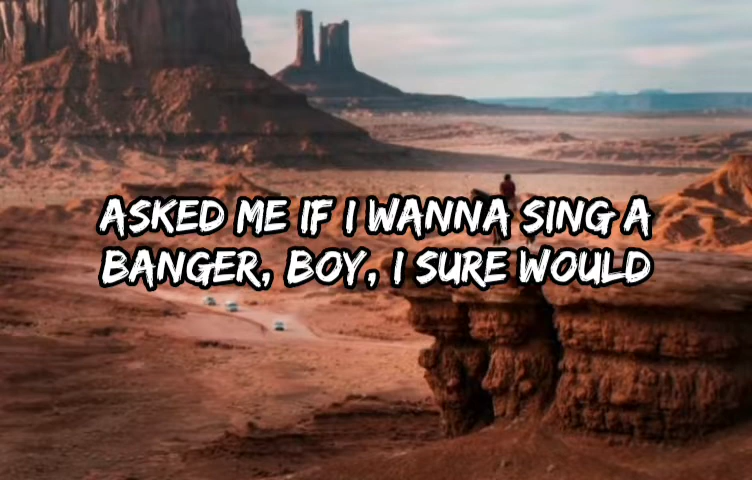 ASKED ME IF I WANNA SING A
BANGER, BOY, I SURE WOULD